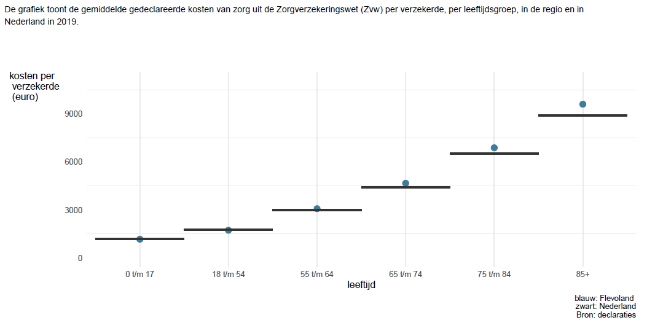 De grafiek toont de gemiddelde gedeclareerde kosten van zorg uit de Zorgverzekeringswet (Zvw) per verzekerde, per leeftijdsgroep, in de regio en in
Nederland in 2019.
kosten per
verzekerde
(euro)
9000
6000
3000
0
0 t/m 17
18 t/m 54
55 t/m 64
65 t/m 74
75 t/m 84
85+
leeftijd
blauw: Flevoland
zwart: Nederland
Bron: declaraties